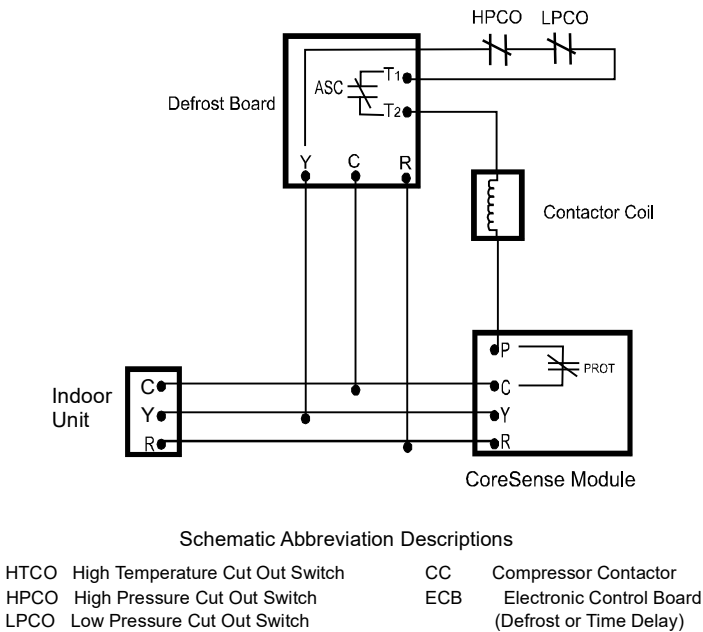 HPCO LPCO
Defrost Board
ASC
T1
T2
Y C R
Contactor Coil
P
PROT
C
Y
R
CoreSense Module
Indoor
Unit
C
Y
R
Schematic Abbreviation Descriptions
HTCO High Temperature Cut Out Switch
HPCO High Pressure Cut Out Switch
LPCO Low Pressure Cut Out Switch
CC Compressor Contactor
ECB Electronic Control Board
(Defrost or Time Delay)